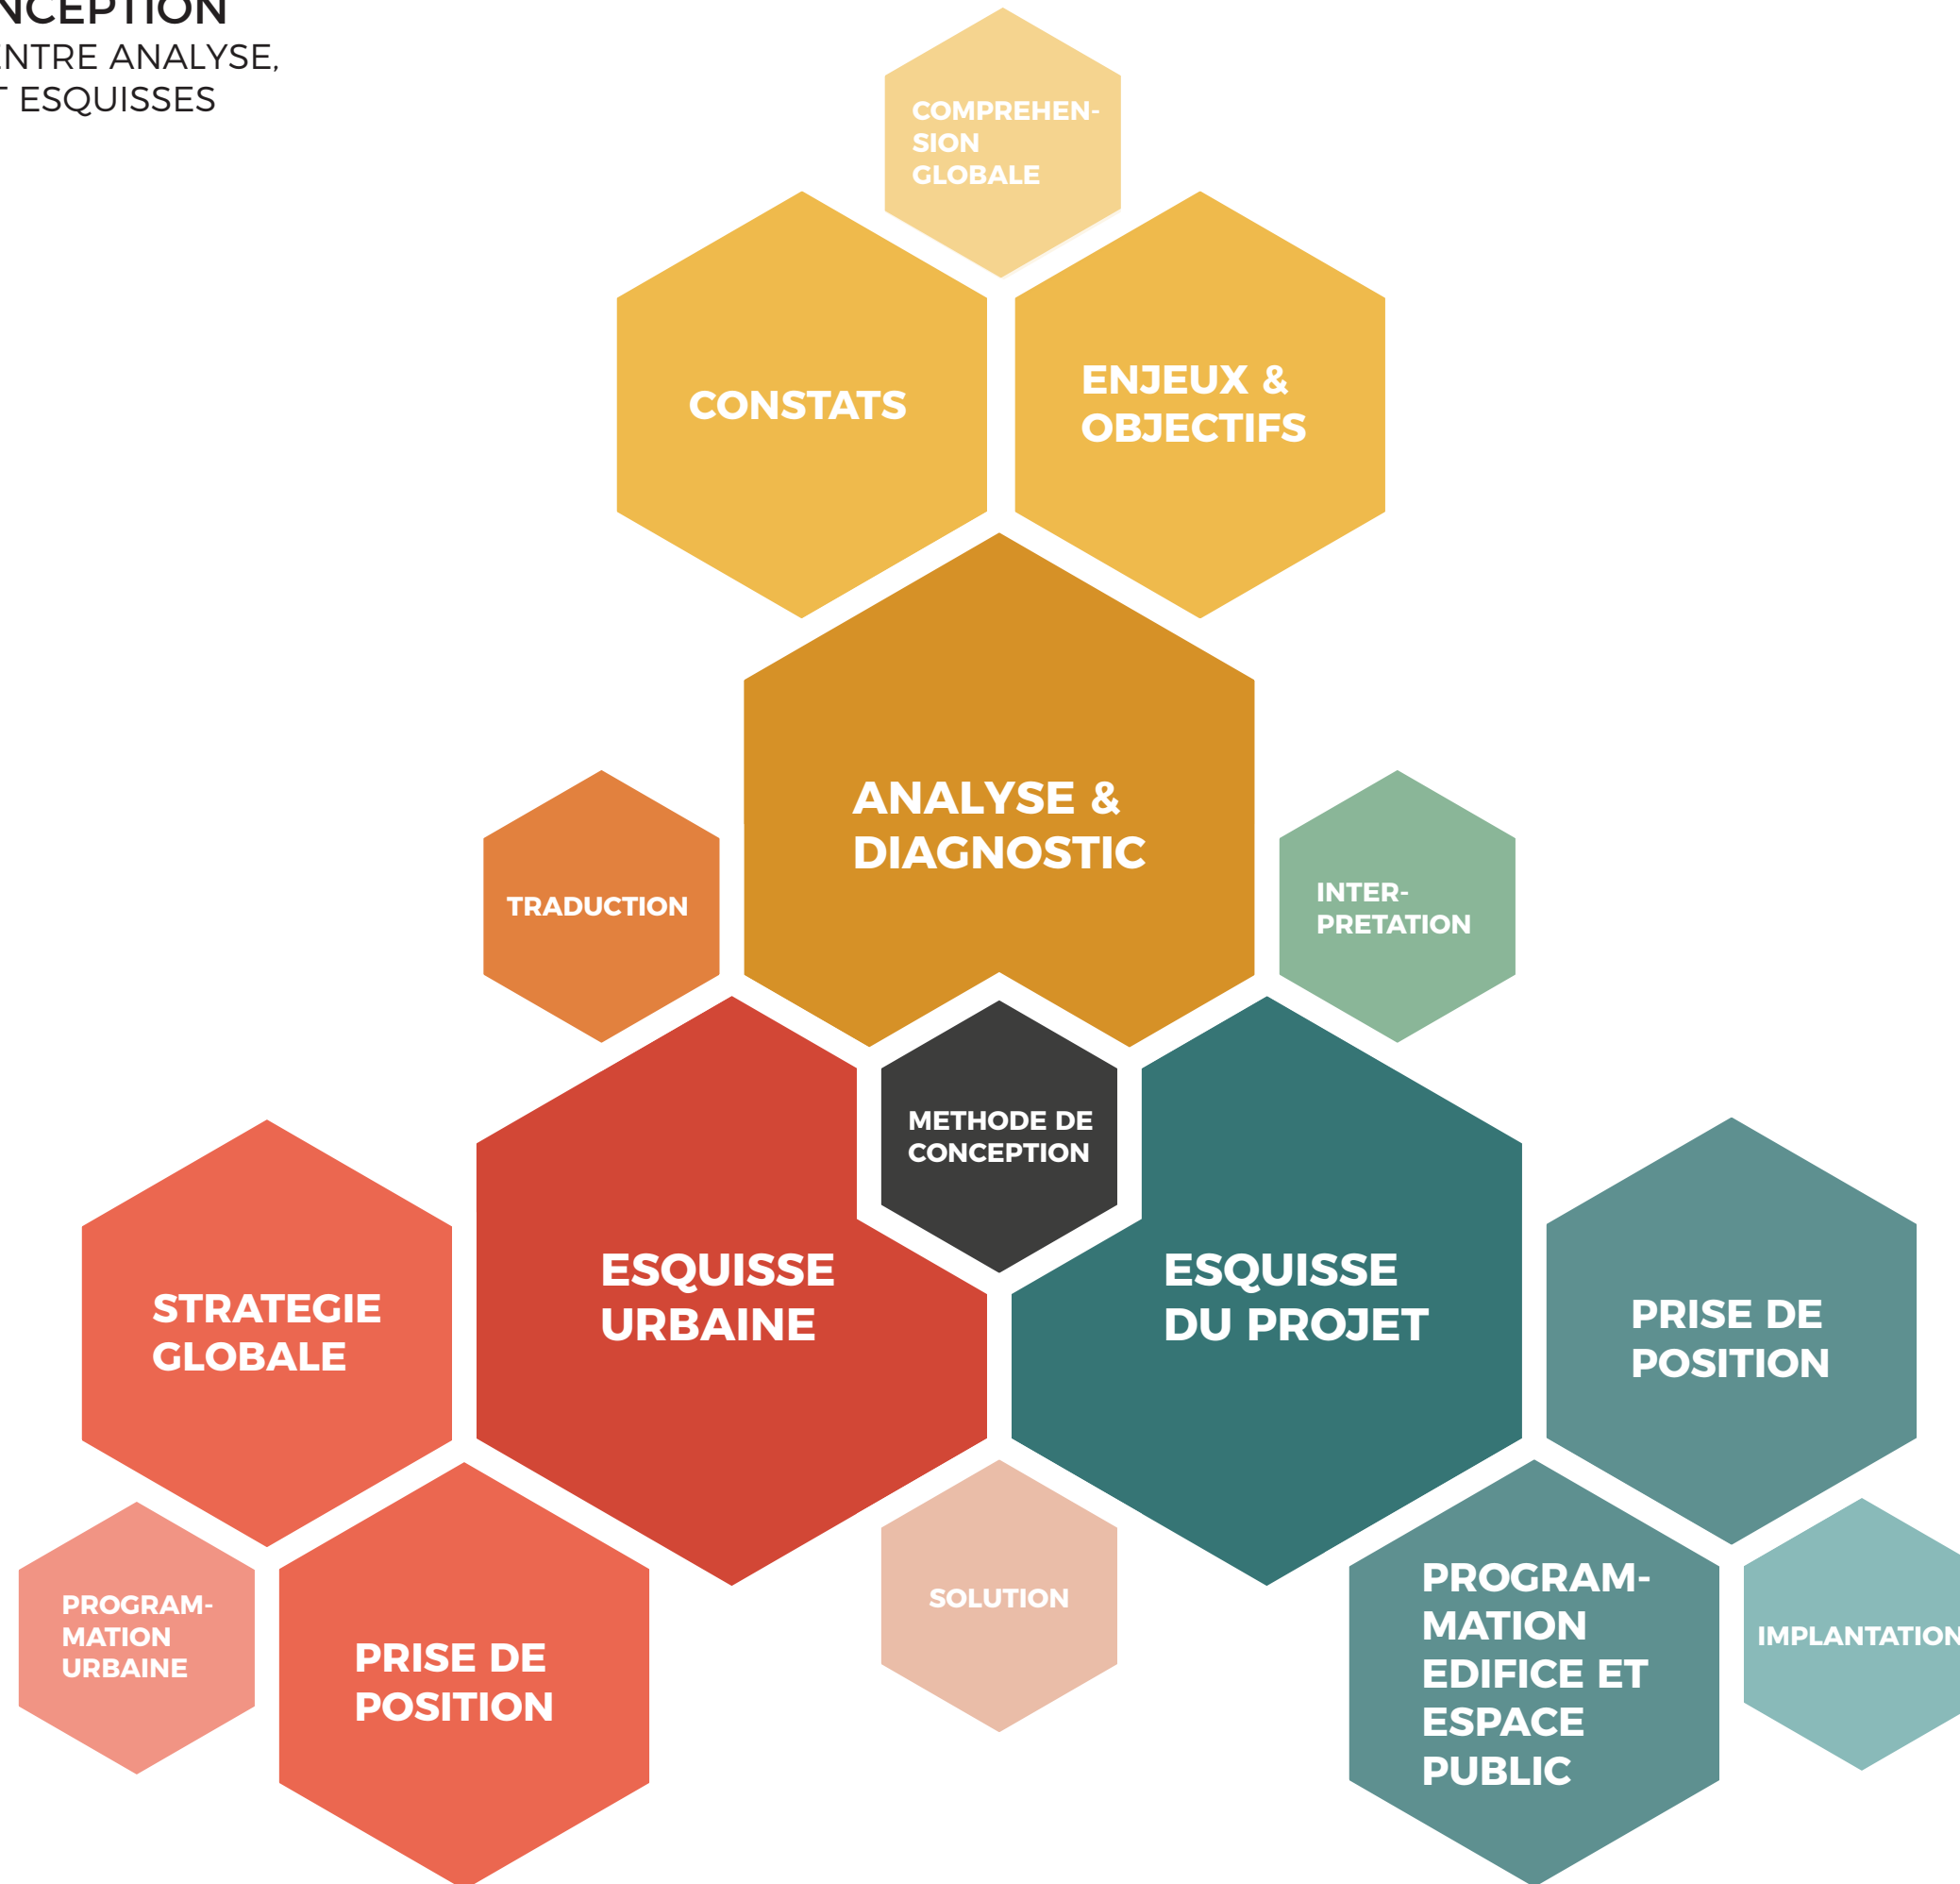 NCEPTION
ENTRE ANALYSE,
T ESQUISSES
COMPREHEN-
SION
GLOBALE
CONSTATS
ENJEUX &
OBJECTIFS
ANALYSE &
DIAGNOSTIC
TRADUCTION
INTER-
PRETATION
METHODE DE
CONCEPTION
STRATEGIE
GLOBALE
ESQUISSE
URBAINE
ESQUISSE
DU PROJET
PRISE DE
POSITION
PROGRAM-
MATION
URBAINE
PRISE DE
POSITION
SOLUTION
PROGRAM-
MATION
EDIFICE ET
ESPACE
PUBLIC
IMPLANTATION